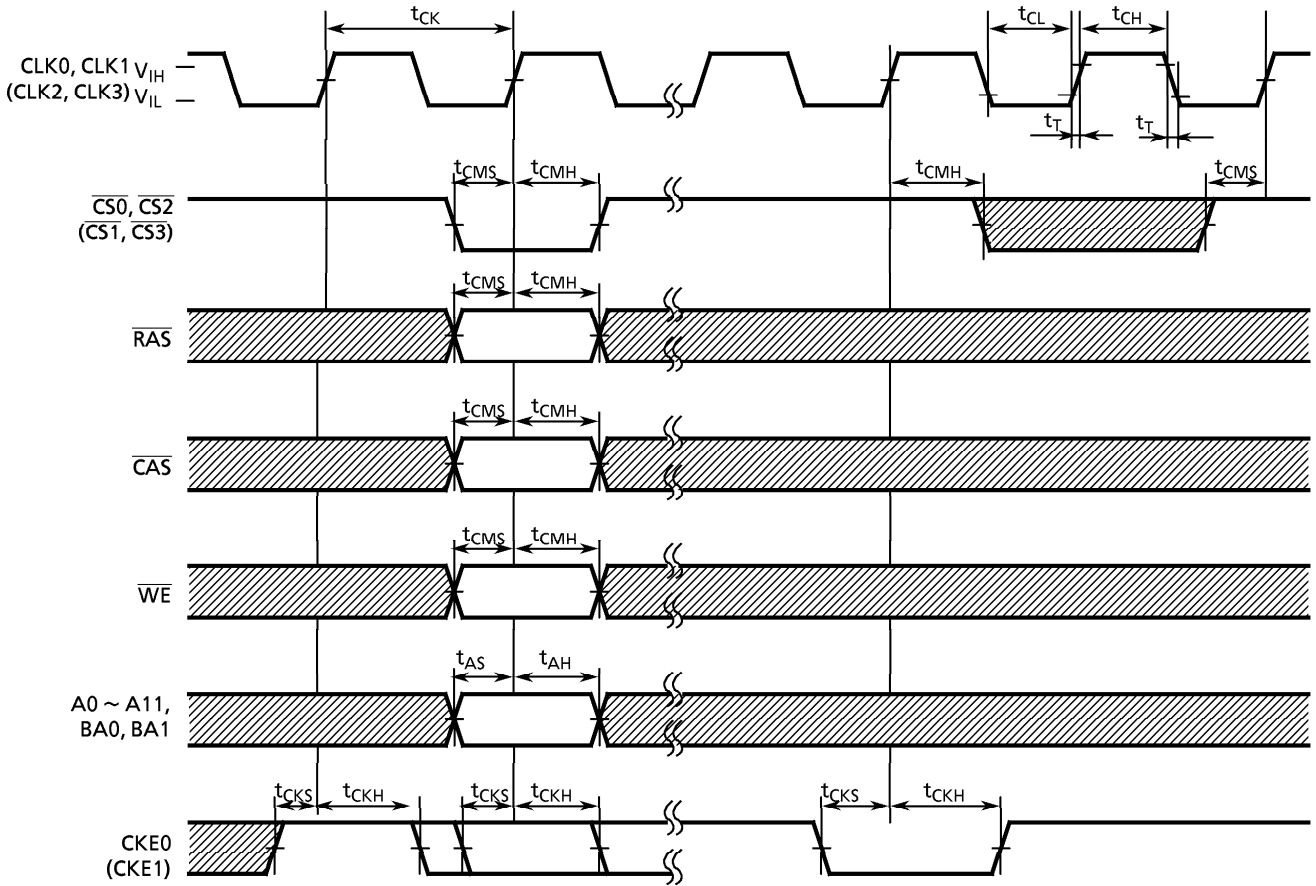 tCK
tCL
tCH
CLK0, CLK1 VIH
(CLK2, CLK3) VIL
tT
tT
tCMS
tCMH
tCMH
tCMS
CS0, CS2
(CS1, CS3)
tCMS
tCMH
RAS
tCMS
tCMH
CAS
tCMS
tCMH
WE
tAS
tAH
A0 ~ A11,
BA0, BA1
tCKS
tCKH
tCKS
tCKH
tCKS
tCKH
CKE0
(CKE1)